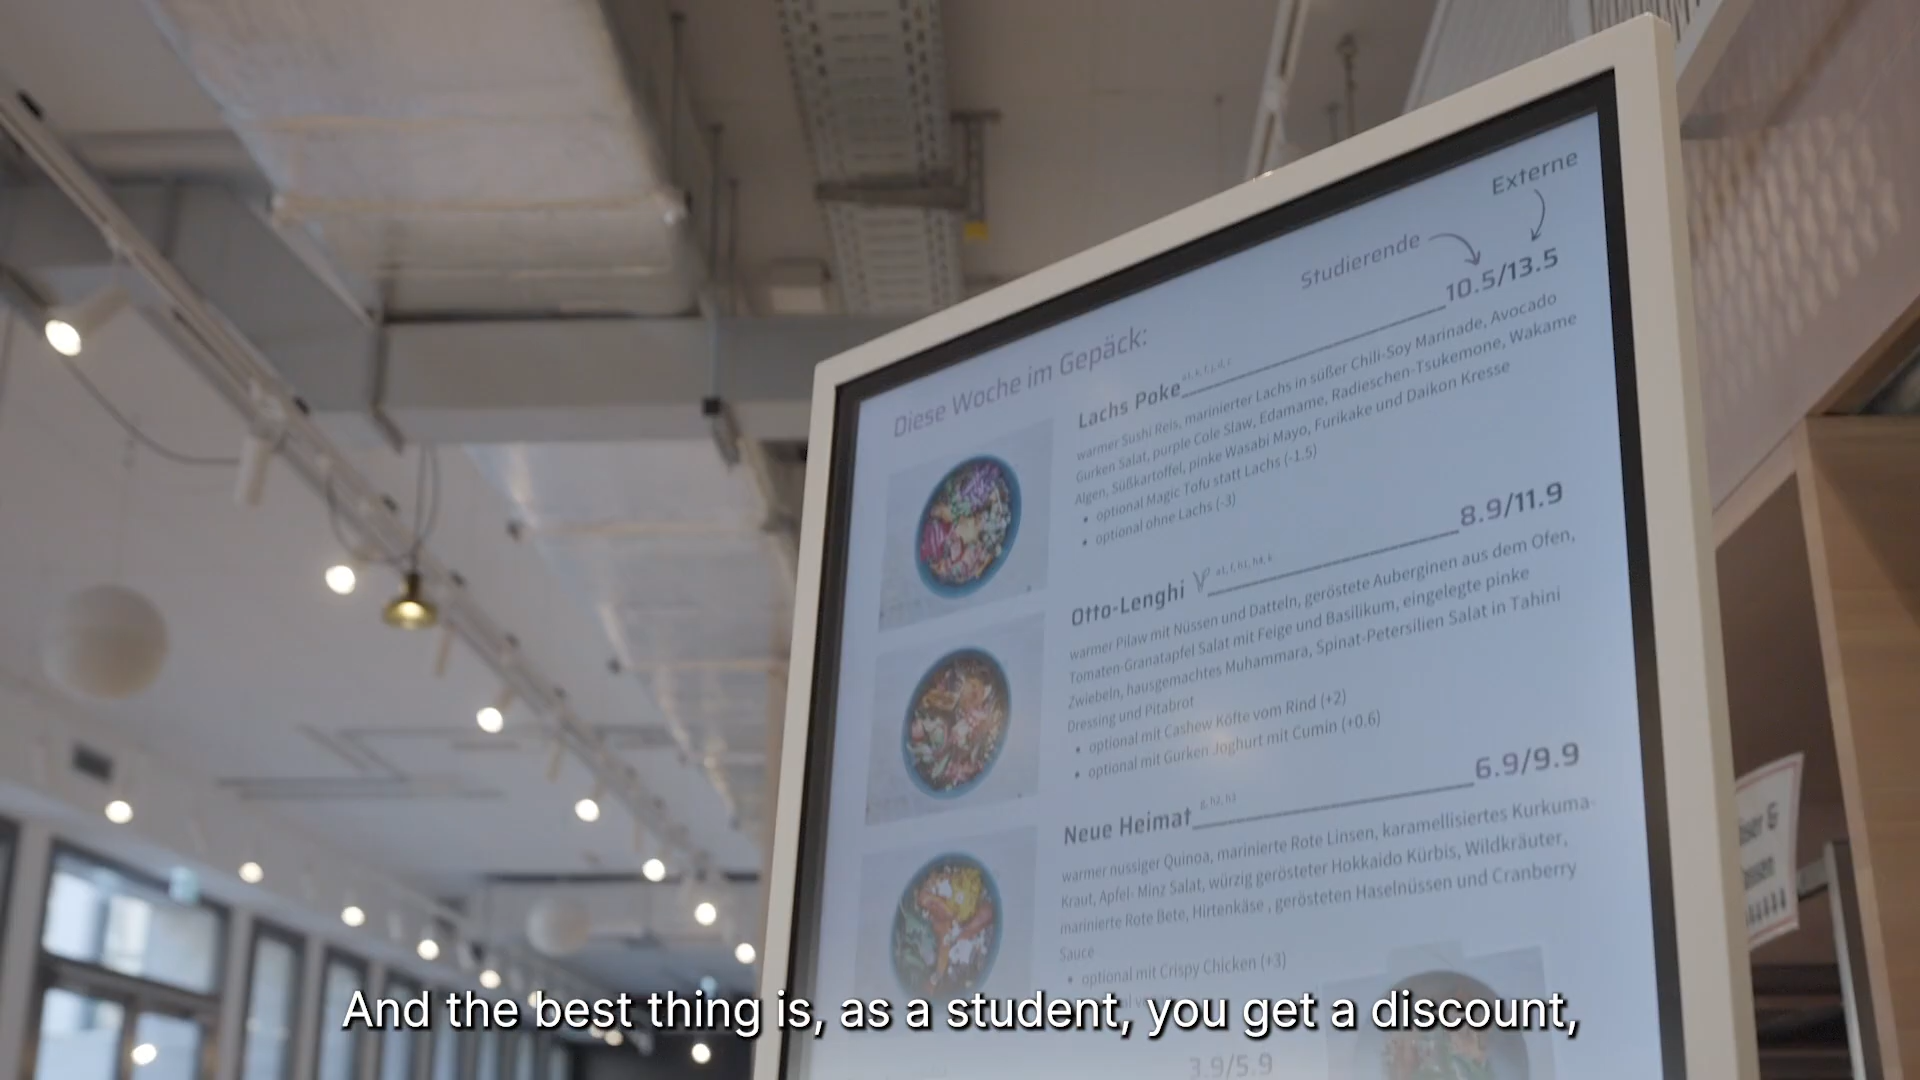 Externe
Studierende
Diese Woche im Gepäck:
Lachs Poke 10.5/13.5
warmer Sushi Reis, marinierter Lachs in süßer Chili-Soy Marinade, Avocado
Gurken Salat, purple Cole Slaw, Edamame, Radieschen-Tsukemone, Wakame
Algen, Süßkartoffel, pinke Wasabi Mayo, Furikake und Daikon Kresse
• optional Magic Tofu statt Lachs (-1.5)
• optional ohne Lachs (-3)
Otto-Lenghi 8.9/11.9
warmer Pilaw mit Nüssen und Datteln, geröstete Auberginen aus dem Ofen,
Tomaten-Granatapfel Salat mit Feige und Basilikum, eingelegte pinke
Zwiebeln, hausgemachtes Muhammara, Spinat-Petersilien Salat in Tahini
Dressing und Pitabrot
• optional mit Cashew Köfte vom Rind (+2)
• optional mit Gurken Joghurt mit Cumin (+0.6)
Neue Heimat 6.9/9.9
warmer nussiger Quinoa, marinierte Rote Linsen, karamellisiertes Kurkuma-
Kraut, Apfel- Minz Salat, würzig gerösteter Hokkaido Kürbis, Wildkräuter,
marinierte Rote Bete, Hirtenkäse , gerösteten Haselnüssen und Cranberry
Sauce
• optional mit Crispy Chicken (+3)
And the best thing is, as a student, you get a discount,
3.9/5.9